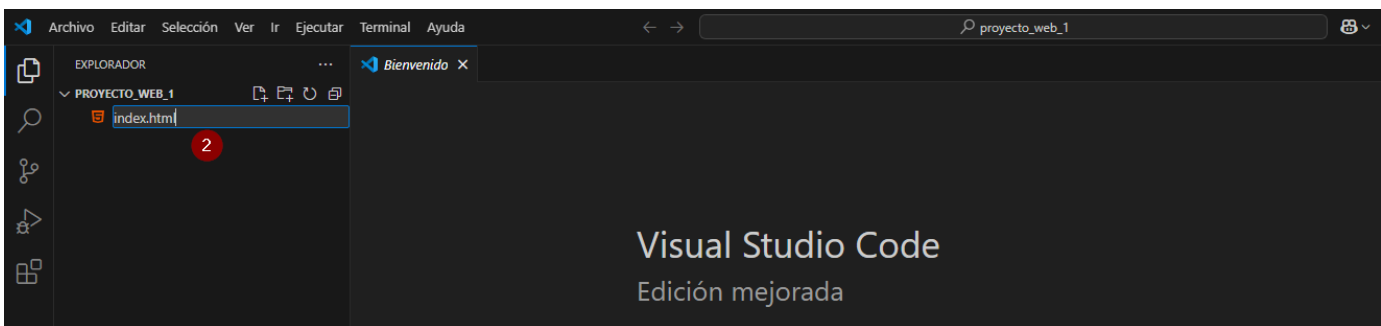 Archivo Editar Selección Ver Ir Ejecutar Terminal Ayuda proyecto_web_1
EXPLORADOR ... Bienvenido
PROYECTO_WEB_1
index.html
2
Visual Studio Code
Edición mejorada